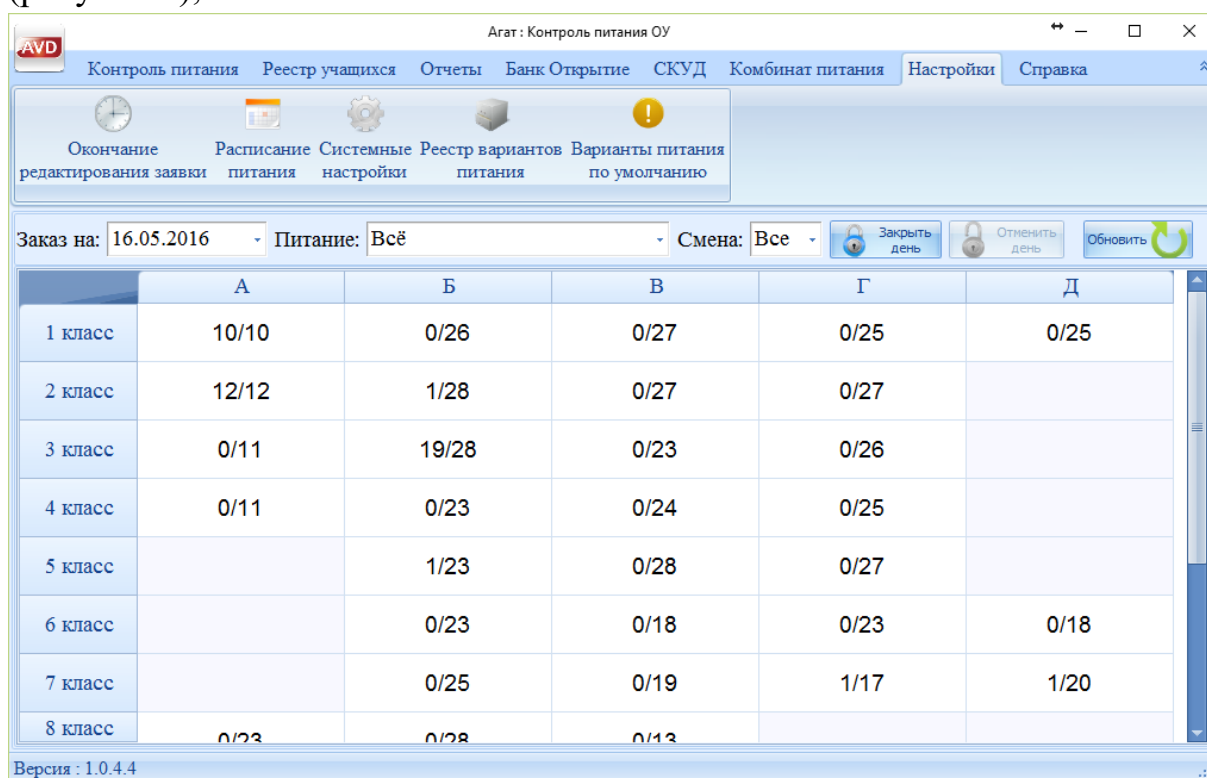 AVD
Агат : Контроль питания ОУ
Контроль питания Реестр учащихся Отчеты Банк Открытие СКУД Комбинат питания Настройки Справка
Окончание редактирования заявки
Расписание питания
Системные настройки
Реестр вариантов питания
Варианты питания по умолчанию
Заказ на: 16.05.2016 Питание: Всё Смена: Все Закрыть день Отменить день Обновить
А Б В Г Д
1 класс 10/10 0/26 0/27 0/25 0/25
2 класс 12/12 1/28 0/27 0/27
3 класс 0/11 19/28 0/23 0/26
4 класс 0/11 0/23 0/24 0/25
5 класс 1/23 0/28 0/27
6 класс 0/23 0/18 0/23 0/18
7 класс 0/25 0/19 1/17 1/20
8 класс 0/23 0/28 0/13
Версия : 1.0.4.4